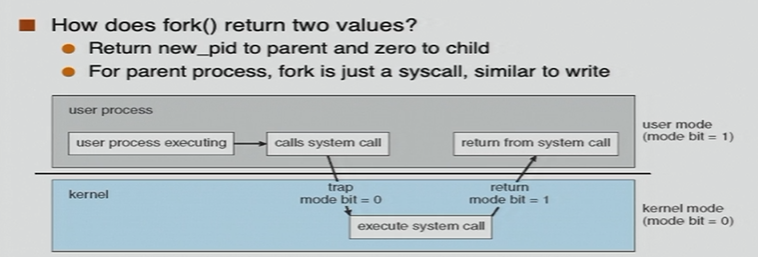 How does fork() return two values?
Return new_pid to parent and zero to child
For parent process, fork is just a syscall, similar to write
user process
user process executing
calls system call
return from system call
user mode
(mode bit = 1)
trap
mode bit = 0
return
mode bit = 1
kernel
execute system call
kernel mode
(mode bit = 0)